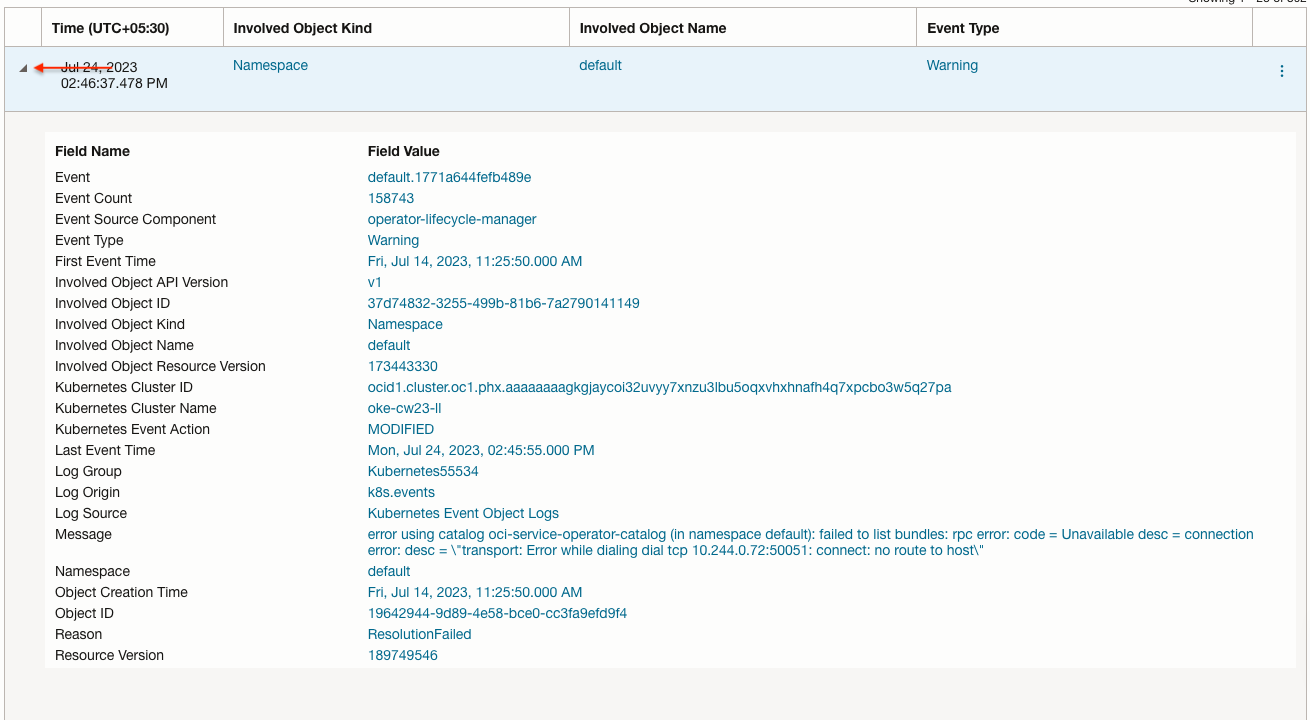 Time (UTC+05:30) Involved Object Kind Involved Object Name Event Type
Jul 24, 2023 Namespace default Warning
02:46:37.478 PM
Field Name Field Value
Event default.1771a644fefb489e
Event Count 158743
Event Source Component operator-lifecycle-manager
Event Type Warning
First Event Time Fri, Jul 14, 2023, 11:25:50.000 AM
Involved Object API Version v1
Involved Object ID 37d74832-3255-499b-81b6-7a2790141149
Involved Object Kind Namespace
Involved Object Name default
Involved Object Resource Version 173443330
Kubernetes Cluster ID ocid1.cluster.oc1.phx.aaaaaaaagkgjaycoi32uvyy7xnzu3lbu5oqxvhxhnafh4q7xpcbo3w5q27pa
Kubernetes Cluster Name oke-cw23-ll
Kubernetes Event Action MODIFIED
Last Event Time Mon, Jul 24, 2023, 02:45:55.000 PM
Log Group Kubernetes55534
Log Origin k8s.events
Log Source Kubernetes Event Object Logs
Message error using catalog oci-service-operator-catalog (in namespace default): failed to list bundles: rpc error: code = Unavailable desc = connection
error: desc = \"transport: Error while dialing dial tcp 10.244.0.72:50051: connect: no route to host\"
Namespace default
Object Creation Time Fri, Jul 14, 2023, 11:25:50.000 AM
Object ID 19642944-9d89-4e58-bce0-cc3fa9efd9f4
Reason ResolutionFailed
Resource Version 189749546